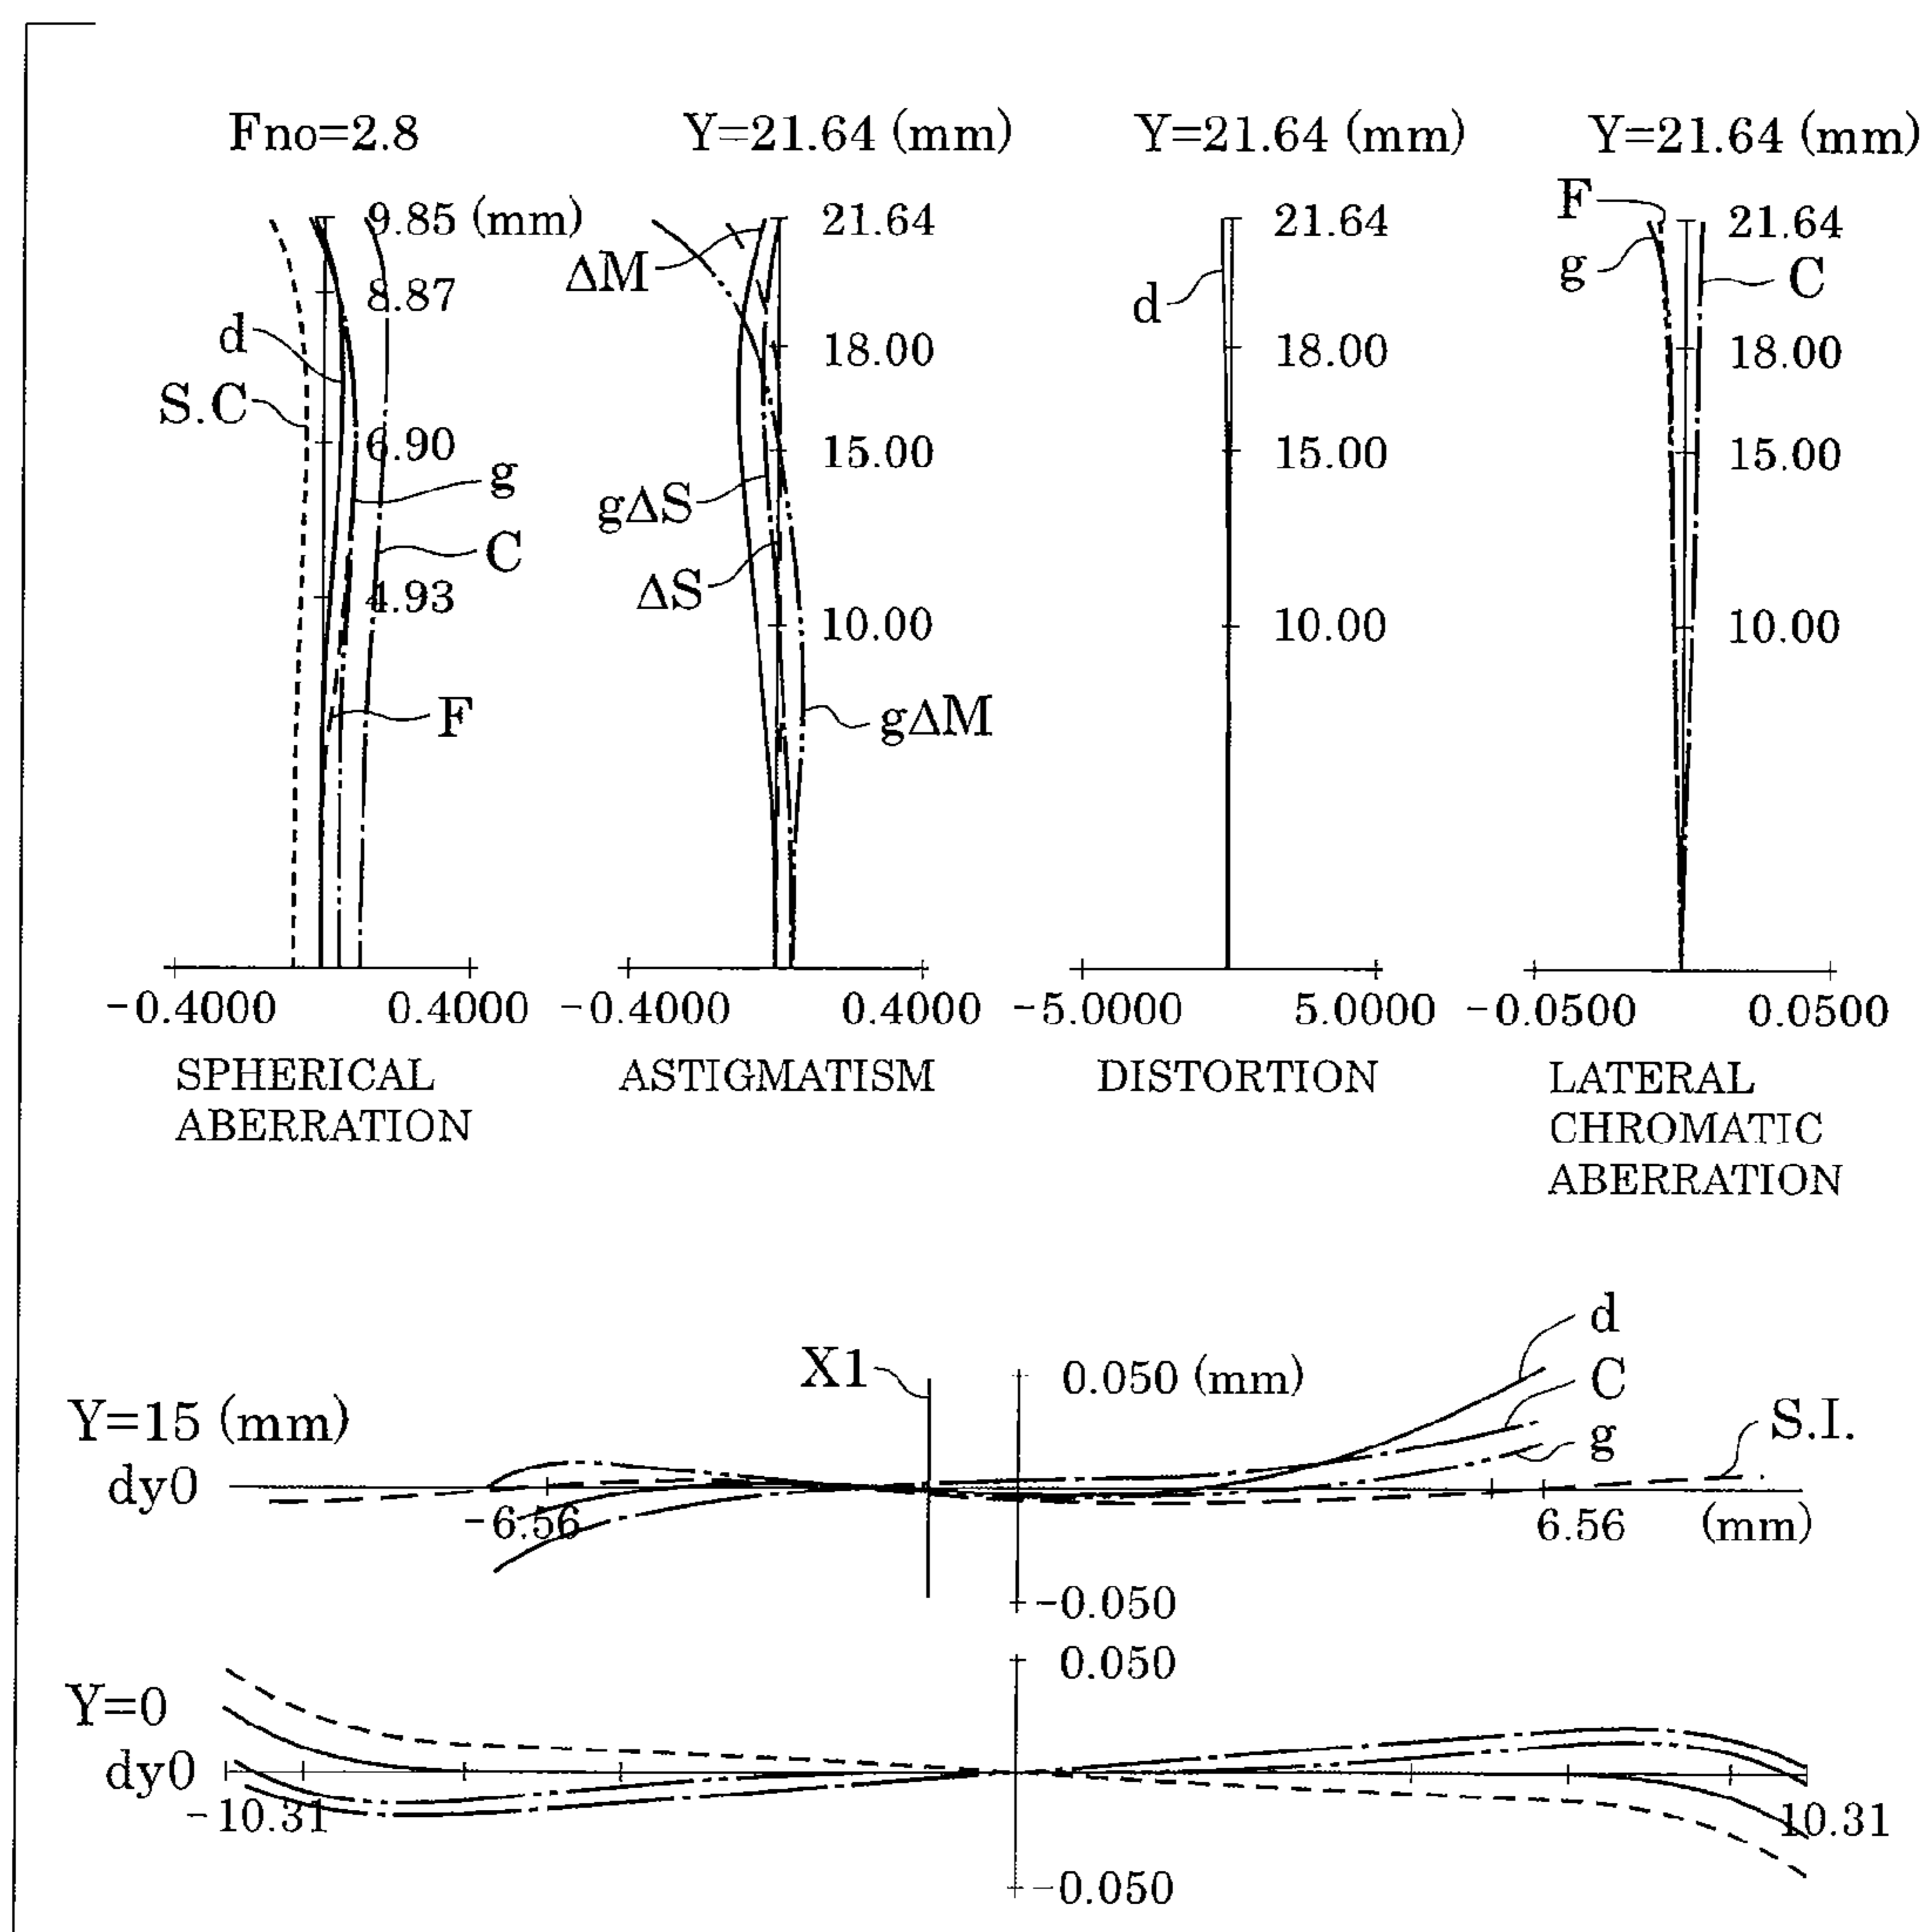 Fno=2.8
Y=21.64 (mm)
Y=21.64 (mm)
Y=21.64 (mm)
9.85 (mm)
8.87
d
S.C
6.90
g
C
4.93
F
-0.4000
0.4000
SPHERICAL
ABERRATION
21.64
ΔM
18.00
15.00
gΔS
ΔS
10.00
gΔM
-0.4000
0.4000
ASTIGMATISM
21.64
d
18.00
15.00
10.00
-5.0000
5.0000
DISTORTION
F
21.64
g
C
18.00
15.00
10.00
-0.0500
0.0500
LATERAL
CHROMATIC
ABERRATION
d
X1
0.050 (mm)
C
Y=15 (mm)
S.I.
g
dy0
-6.56
6.56
(mm)
-0.050
0.050
Y=0
dy0
-10.31
10.31
-0.050